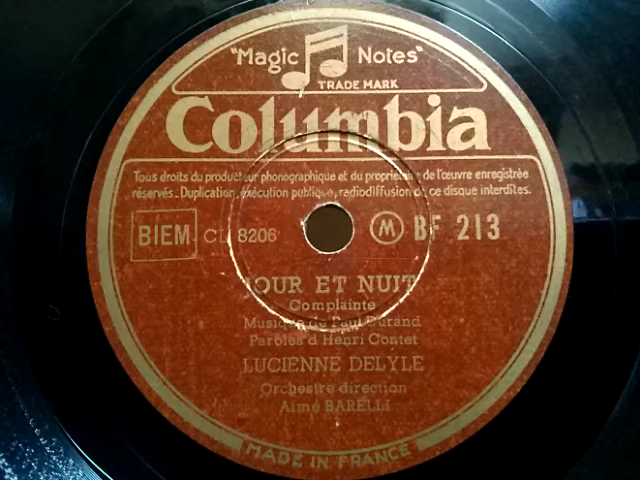 "Magic Notes"
TRADE MARK
Columbia
Tous droits du producteur phonographique et du propriétaire de l'œuvre enregistrée
réservés. Duplication, exécution publique, radiodiffusion de ce disque interdites.
BIEM CL 8206 M BF 213
JOUR ET NUIT
Complainte
Musique de Paul Durand
Paroles d'Henri Contet
LUCIENNE DELYLE
Orchestre direction
Aimé BARELLI
MADE IN FRANCE